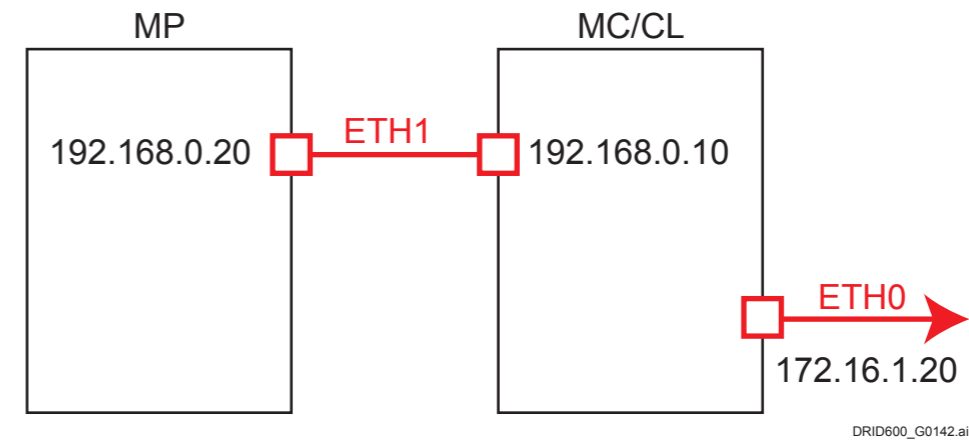 MP
MC/CL
192.168.0.20
ETH1
192.168.0.10
ETH0
172.16.1.20
DRID600_G0142.ai